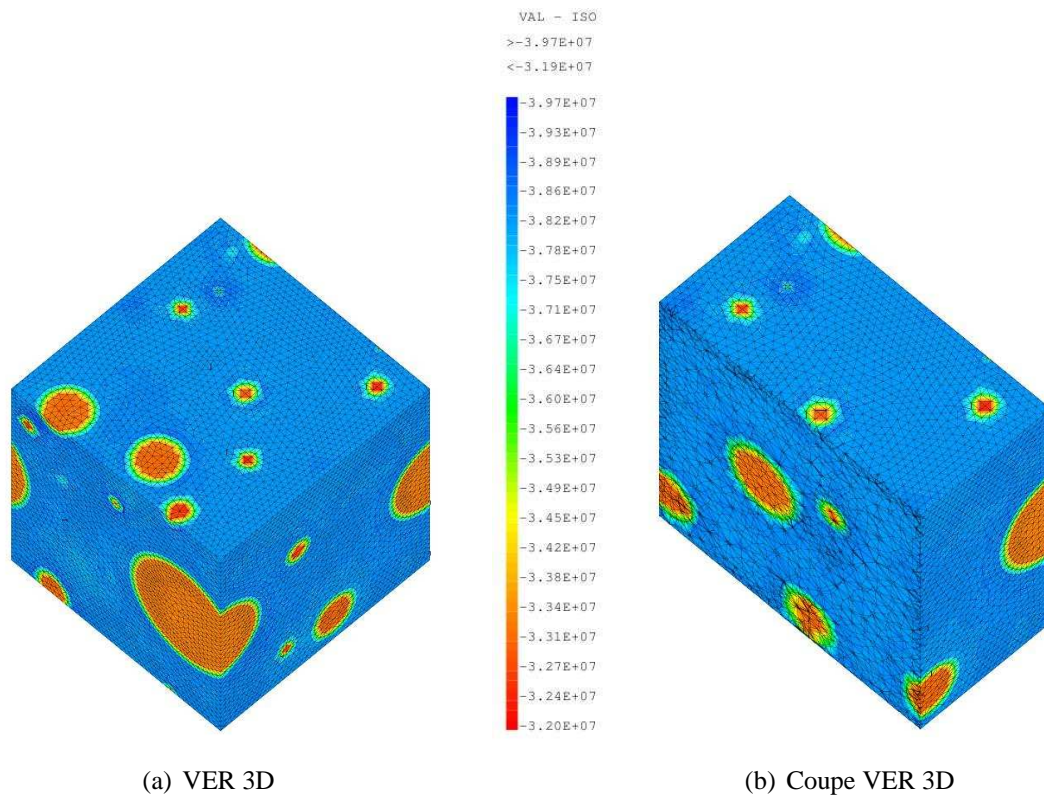 VAL - ISO
>-3.97E+07
<-3.19E+07
-3.97E+07
-3.93E+07
-3.89E+07
-3.86E+07
-3.82E+07
-3.78E+07
-3.75E+07
-3.71E+07
-3.67E+07
-3.64E+07
-3.60E+07
-3.56E+07
-3.53E+07
-3.49E+07
-3.45E+07
-3.42E+07
-3.38E+07
-3.34E+07
-3.31E+07
-3.27E+07
-3.24E+07
-3.20E+07
(a) VER 3D
(b) Coupe VER 3D